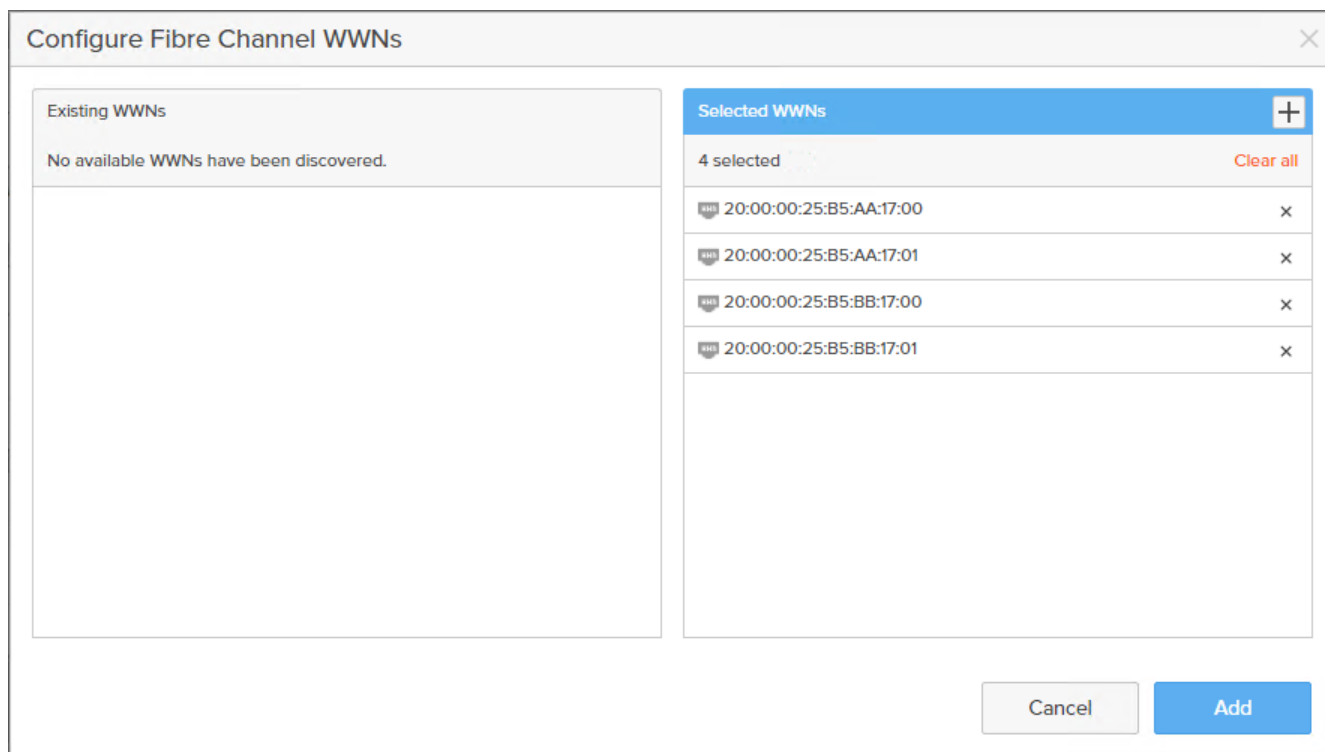 Configure Fibre Channel WWNs
Existing WWNs
No available WWNs have been discovered.
Selected WWNs
4 selected
Clear all
20:00:00:25:B5:AA:17:00
20:00:00:25:B5:AA:17:01
20:00:00:25:B5:BB:17:00
20:00:00:25:B5:BB:17:01
Cancel
Add